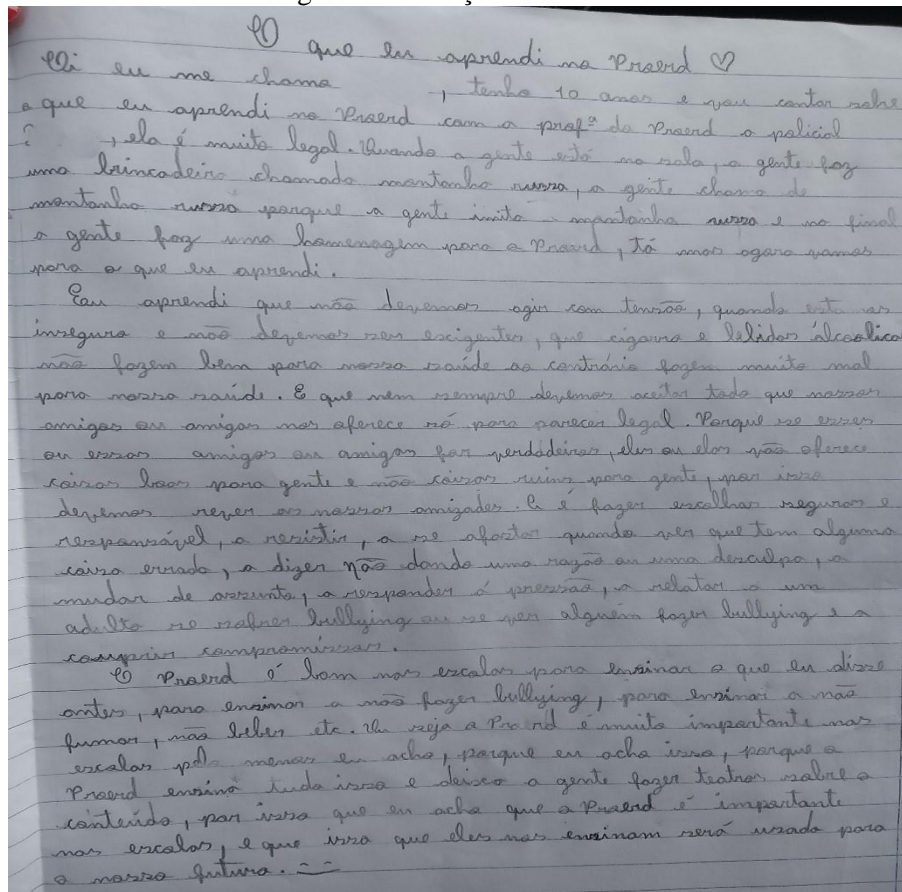 O que eu aprendi na Proerd ♡
Oi eu me chama , tenho 10 anos e vou contar sobre
o que eu aprendi no Proerd com a profª do Proerd a policial
, ela é muito legal. Quando a gente está na sala, a gente faz
uma brincadeira chamada montanha russa, a gente chama de
montanha russa porque a gente imita a montanha russa e no final
a gente faz uma homenagem para a Proerd, tá mas agora vamos
para o que eu aprendi.
Eau aprendi que não devemos agir com tensão, quando
insegura e não devemos ser exigentes, que cigarro e bebidas álcoolica
não fazem bem para nossa saúde ao contrário fazem muito mal
para nossa saúde. E que nem sempre devemos aceitar tudo que nossos
amigos ou amigas nos oferece só para parecer legal. Porque se esses
ou essas amigos ou amigas for verdadeiros, eles ou elas vão oferece
coisas boas para gente e não coisas ruins para gente, por isso
devemos rever as nossas amizades. E é fazer escolhas seguras e
responsável, a resistir, a se afastar quando ver que tem alguma
coisa errada, a dizer não dando uma razão ou uma desculpa, a
mudar de assunto, a responder á pressão, a relatar a um
adulto se sofrer bullying ou se ver alguém fazer bullying e a
cumprir compromissos.
O Proerd é bom nas escolas para ensinar o que eu disse
antes, para ensinar a não fazer bullying, para ensinar a não
fumar, não beber etc. Ou seja a Proerd é muito importante nas
escolas pelo menos eu acho, porque eu acho isso, porque a
Proerd ensina tudo isso e deixa a gente fazer teatros sobre o
conteúdo, por isso que eu acho que a Proerd é importante
nas escolas, e que isso que eles nos ensinam será usado para
o nosso futuro.